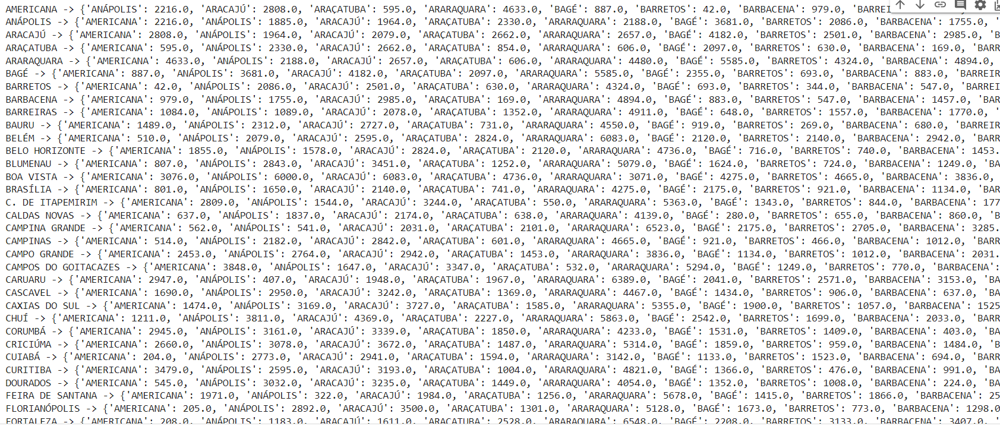 AMERICANA -> {'ANÁPOLIS': 2216.0, 'ARACAJÚ': 2808.0, 'ARAÇATUBA': 595.0, 'ARARAQUARA': 4633.0, 'BAGÉ': 887.0, 'BARRETOS': 42.0, 'BARBACENA': 979.0, 'BARREI
ANÁPOLIS -> {'AMERICANA': 2216.0, 'ANÁPOLIS': 1885.0, 'ARACAJÚ': 1964.0, 'ARAÇATUBA': 2330.0, 'ARARAQUARA': 2188.0, 'BAGÉ': 3681.0, 'BARRETOS': 2086.0, 'BARBACENA': 1755.0, '
ARACAJÚ -> {'AMERICANA': 2808.0, 'ANÁPOLIS': 1964.0, 'ARACAJÚ': 2079.0, 'ARAÇATUBA': 2662.0, 'ARARAQUARA': 2657.0, 'BAGÉ': 4182.0, 'BARRETOS': 2501.0, 'BARBACENA': 2985.0, 'B
ARAÇATUBA -> {'AMERICANA': 595.0, 'ANÁPOLIS': 2330.0, 'ARACAJÚ': 2662.0, 'ARAÇATUBA': 854.0, 'ARARAQUARA': 606.0, 'BAGÉ': 2097.0, 'BARRETOS': 630.0, 'BARBACENA': 169.0, 'BARR
ARARAQUARA -> {'AMERICANA': 4633.0, 'ANÁPOLIS': 2188.0, 'ARACAJÚ': 2657.0, 'ARAÇATUBA': 606.0, 'ARARAQUARA': 4480.0, 'BAGÉ': 5585.0, 'BARRETOS': 4324.0, 'BARBACENA': 4894.0,
BAGÉ -> {'AMERICANA': 887.0, 'ANÁPOLIS': 3681.0, 'ARACAJÚ': 4182.0, 'ARAÇATUBA': 2097.0, 'ARARAQUARA': 5585.0, 'BAGÉ': 2355.0, 'BARRETOS': 693.0, 'BARBACENA': 883.0, 'BARREIR
BARRETOS -> {'AMERICANA': 42.0, 'ANÁPOLIS': 2086.0, 'ARACAJÚ': 2501.0, 'ARAÇATUBA': 630.0, 'ARARAQUARA': 4324.0, 'BAGÉ': 693.0, 'BARRETOS': 344.0, 'BARBACENA': 547.0, 'BARREI
BARBACENA -> {'AMERICANA': 979.0, 'ANÁPOLIS': 1755.0, 'ARACAJÚ': 2985.0, 'ARAÇATUBA': 169.0, 'ARARAQUARA': 4894.0, 'BAGÉ': 883.0, 'BARRETOS': 547.0, 'BARBACENA': 1457.0, 'BAR
BARREIRAS -> {'AMERICANA': 1084.0, 'ANÁPOLIS': 1089.0, 'ARACAJÚ': 2078.0, 'ARAÇATUBA': 1352.0, 'ARARAQUARA': 4911.0, 'BAGÉ': 648.0, 'BARRETOS': 1557.0, 'BARBACENA': 1770.0, '
BAURU -> {'AMERICANA': 1489.0, 'ANÁPOLIS': 2312.0, 'ARACAJÚ': 2727.0, 'ARAÇATUBA': 731.0, 'ARARAQUARA': 4550.0, 'BAGÉ': 919.0, 'BARRETOS': 269.0, 'BARBACENA': 680.0, 'BARREIR
BELÉM -> {'AMERICANA': 510.0, 'ANÁPOLIS': 2079.0, 'ARACAJÚ': 2595.0, 'ARAÇATUBA': 2824.0, 'ARARAQUARA': 6083.0, 'BAGÉ': 2120.0, 'BARRETOS': 2140.0, 'BARBACENA': 2942.0, 'BARR
BELO HORIZONTE -> {'AMERICANA': 1855.0, 'ANÁPOLIS': 1578.0, 'ARACAJÚ': 2824.0, 'ARAÇATUBA': 2120.0, 'ARARAQUARA': 4736.0, 'BAGÉ': 716.0, 'BARRETOS': 740.0, 'BARBACENA': 1453.
BLUMENAU -> {'AMERICANA': 807.0, 'ANÁPOLIS': 2843.0, 'ARACAJÚ': 3451.0, 'ARAÇATUBA': 1252.0, 'ARARAQUARA': 5079.0, 'BAGÉ': 1624.0, 'BARRETOS': 724.0, 'BARBACENA': 1249.0, 'BA
BOA VISTA -> {'AMERICANA': 3076.0, 'ANÁPOLIS': 6000.0, 'ARACAJÚ': 6083.0, 'ARAÇATUBA': 4736.0, 'ARARAQUARA': 3071.0, 'BAGÉ': 4275.0, 'BARRETOS': 4665.0, 'BARBACENA': 3836.0,
BRASÍLIA -> {'AMERICANA': 801.0, 'ANÁPOLIS': 1650.0, 'ARACAJÚ': 2140.0, 'ARAÇATUBA': 741.0, 'ARARAQUARA': 4275.0, 'BAGÉ': 2175.0, 'BARRETOS': 921.0, 'BARBACENA': 1134.0, 'BAR
C. DE ITAPEMIRIM -> {'AMERICANA': 2809.0, 'ANÁPOLIS': 1544.0, 'ARACAJÚ': 3244.0, 'ARAÇATUBA': 550.0, 'ARARAQUARA': 5363.0, 'BAGÉ': 1343.0, 'BARRETOS': 844.0, 'BARBACENA': 177
CALDAS NOVAS -> {'AMERICANA': 637.0, 'ANÁPOLIS': 1837.0, 'ARACAJÚ': 2174.0, 'ARAÇATUBA': 638.0, 'ARARAQUARA': 4139.0, 'BAGÉ': 280.0, 'BARRETOS': 655.0, 'BARBACENA': 860.0, 'B
CAMPINA GRANDE -> {'AMERICANA': 562.0, 'ANÁPOLIS': 541.0, 'ARACAJÚ': 2031.0, 'ARAÇATUBA': 2101.0, 'ARARAQUARA': 6523.0, 'BAGÉ': 2175.0, 'BARRETOS': 2705.0, 'BARBACENA': 3285.
CAMPINAS -> {'AMERICANA': 514.0, 'ANÁPOLIS': 2182.0, 'ARACAJÚ': 2842.0, 'ARAÇATUBA': 601.0, 'ARARAQUARA': 4665.0, 'BAGÉ': 921.0, 'BARRETOS': 466.0, 'BARBACENA': 1012.0, 'BARR
CAMPO GRANDE -> {'AMERICANA': 2453.0, 'ANÁPOLIS': 2764.0, 'ARACAJÚ': 2942.0, 'ARAÇATUBA': 1453.0, 'ARARAQUARA': 3836.0, 'BAGÉ': 1134.0, 'BARRETOS': 1012.0, 'BARBACENA': 2031.
CAMPOS DO GOITACAZES -> {'AMERICANA': 3848.0, 'ANÁPOLIS': 1647.0, 'ARACAJÚ': 3347.0, 'ARAÇATUBA': 532.0, 'ARARAQUARA': 5294.0, 'BAGÉ': 1249.0, 'BARRETOS': 770.0, 'BARBACENA':
CARUARU -> {'AMERICANA': 2947.0, 'ANÁPOLIS': 407.0, 'ARACAJÚ': 1948.0, 'ARAÇATUBA': 1967.0, 'ARARAQUARA': 6389.0, 'BAGÉ': 2041.0, 'BARRETOS': 2571.0, 'BARBACENA': 3153.0, 'BA
CASCAVEL -> {'AMERICANA': 1690.0, 'ANÁPOLIS': 2950.0, 'ARACAJÚ': 3242.0, 'ARAÇATUBA': 1369.0, 'ARARAQUARA': 4467.0, 'BAGÉ': 1434.0, 'BARRETOS': 906.0, 'BARBACENA': 637.0, 'BA
CAXIAS DO SUL -> {'AMERICANA': 1474.0, 'ANÁPOLIS': 3169.0, 'ARACAJÚ': 3727.0, 'ARAÇATUBA': 1585.0, 'ARARAQUARA': 5355.0, 'BAGÉ': 1900.0, 'BARRETOS': 1057.0, 'BARBACENA': 1525
CHUÍ -> {'AMERICANA': 1211.0, 'ANÁPOLIS': 3811.0, 'ARACAJÚ': 4369.0, 'ARAÇATUBA': 2227.0, 'ARARAQUARA': 5863.0, 'BAGÉ': 2542.0, 'BARRETOS': 1699.0, 'BARBACENA': 2033.0, 'BARR
CORUMBÁ -> {'AMERICANA': 2945.0, 'ANÁPOLIS': 3161.0, 'ARACAJÚ': 3339.0, 'ARAÇATUBA': 1850.0, 'ARARAQUARA': 4233.0, 'BAGÉ': 1531.0, 'BARRETOS': 1409.0, 'BARBACENA': 403.0, 'BA
CRICIÚMA -> {'AMERICANA': 2660.0, 'ANÁPOLIS': 3078.0, 'ARACAJÚ': 3672.0, 'ARAÇATUBA': 1487.0, 'ARARAQUARA': 5314.0, 'BAGÉ': 1859.0, 'BARRETOS': 959.0, 'BARBACENA': 1484.0, 'B
CUIABÁ -> {'AMERICANA': 204.0, 'ANÁPOLIS': 2773.0, 'ARACAJÚ': 2941.0, 'ARAÇATUBA': 1594.0, 'ARARAQUARA': 3142.0, 'BAGÉ': 1133.0, 'BARRETOS': 1523.0, 'BARBACENA': 694.0, 'BARR
CURITIBA -> {'AMERICANA': 3479.0, 'ANÁPOLIS': 2595.0, 'ARACAJÚ': 3193.0, 'ARAÇATUBA': 1004.0, 'ARARAQUARA': 4821.0, 'BAGÉ': 1366.0, 'BARRETOS': 476.0, 'BARBACENA': 991.0, 'BA
DOURADOS -> {'AMERICANA': 545.0, 'ANÁPOLIS': 3032.0, 'ARACAJÚ': 3235.0, 'ARAÇATUBA': 1449.0, 'ARARAQUARA': 4054.0, 'BAGÉ': 1352.0, 'BARRETOS': 1008.0, 'BARBACENA': 224.0, 'BA
FEIRA DE SANTANA -> {'AMERICANA': 1971.0, 'ANÁPOLIS': 322.0, 'ARACAJÚ': 1984.0, 'ARAÇATUBA': 1256.0, 'ARARAQUARA': 5678.0, 'BAGÉ': 1415.0, 'BARRETOS': 1866.0, 'BARBACENA': 25
FLORIANÓPOLIS -> {'AMERICANA': 205.0, 'ANÁPOLIS': 2892.0, 'ARACAJÚ': 3500.0, 'ARAÇATUBA': 1301.0, 'ARARAQUARA': 5128.0, 'BAGÉ': 1673.0, 'BARRETOS': 773.0, 'BARBACENA': 1298.0
FORTALEZA -> {'AMERICANA': 208.0, 'ANÁPOLIS': 1183.0, 'ARACAJÚ': 1611.0, 'ARAÇATUBA': 2528.0, 'ARARAQUARA': 6548.0, 'BAGÉ': 2208.0, 'BARRETOS': 3133.0, 'BARBACENA': 3407.0, '